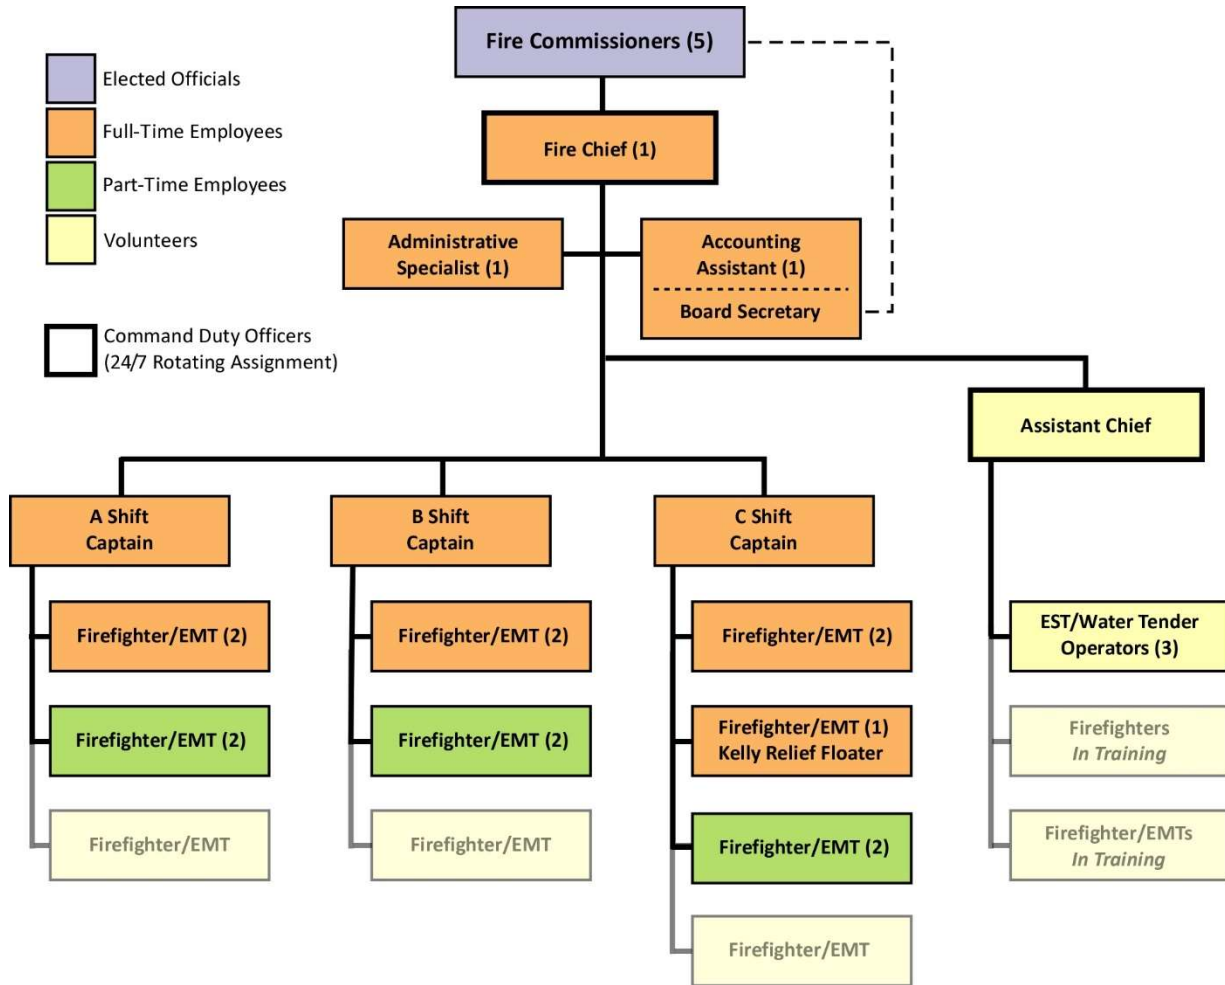 Fire Commissioners (5)
Elected Officials
Full-Time Employees
Part-Time Employees
Volunteers
Command Duty Officers
(24/7 Rotating Assignment)
Fire Chief (1)
Administrative
Specialist (1)
Accounting
Assistant (1)
Board Secretary
Assistant Chief
A Shift
Captain
Firefighter/EMT (2)
Firefighter/EMT (2)
Firefighter/EMT
B Shift
Captain
Firefighter/EMT (2)
Firefighter/EMT (2)
Firefighter/EMT
C Shift
Captain
Firefighter/EMT (2)
Firefighter/EMT (1)
Kelly Relief Floater
Firefighter/EMT (2)
Firefighter/EMT
EST/Water Tender
Operators (3)
Firefighters
In Training
Firefighter/EMTs
In Training